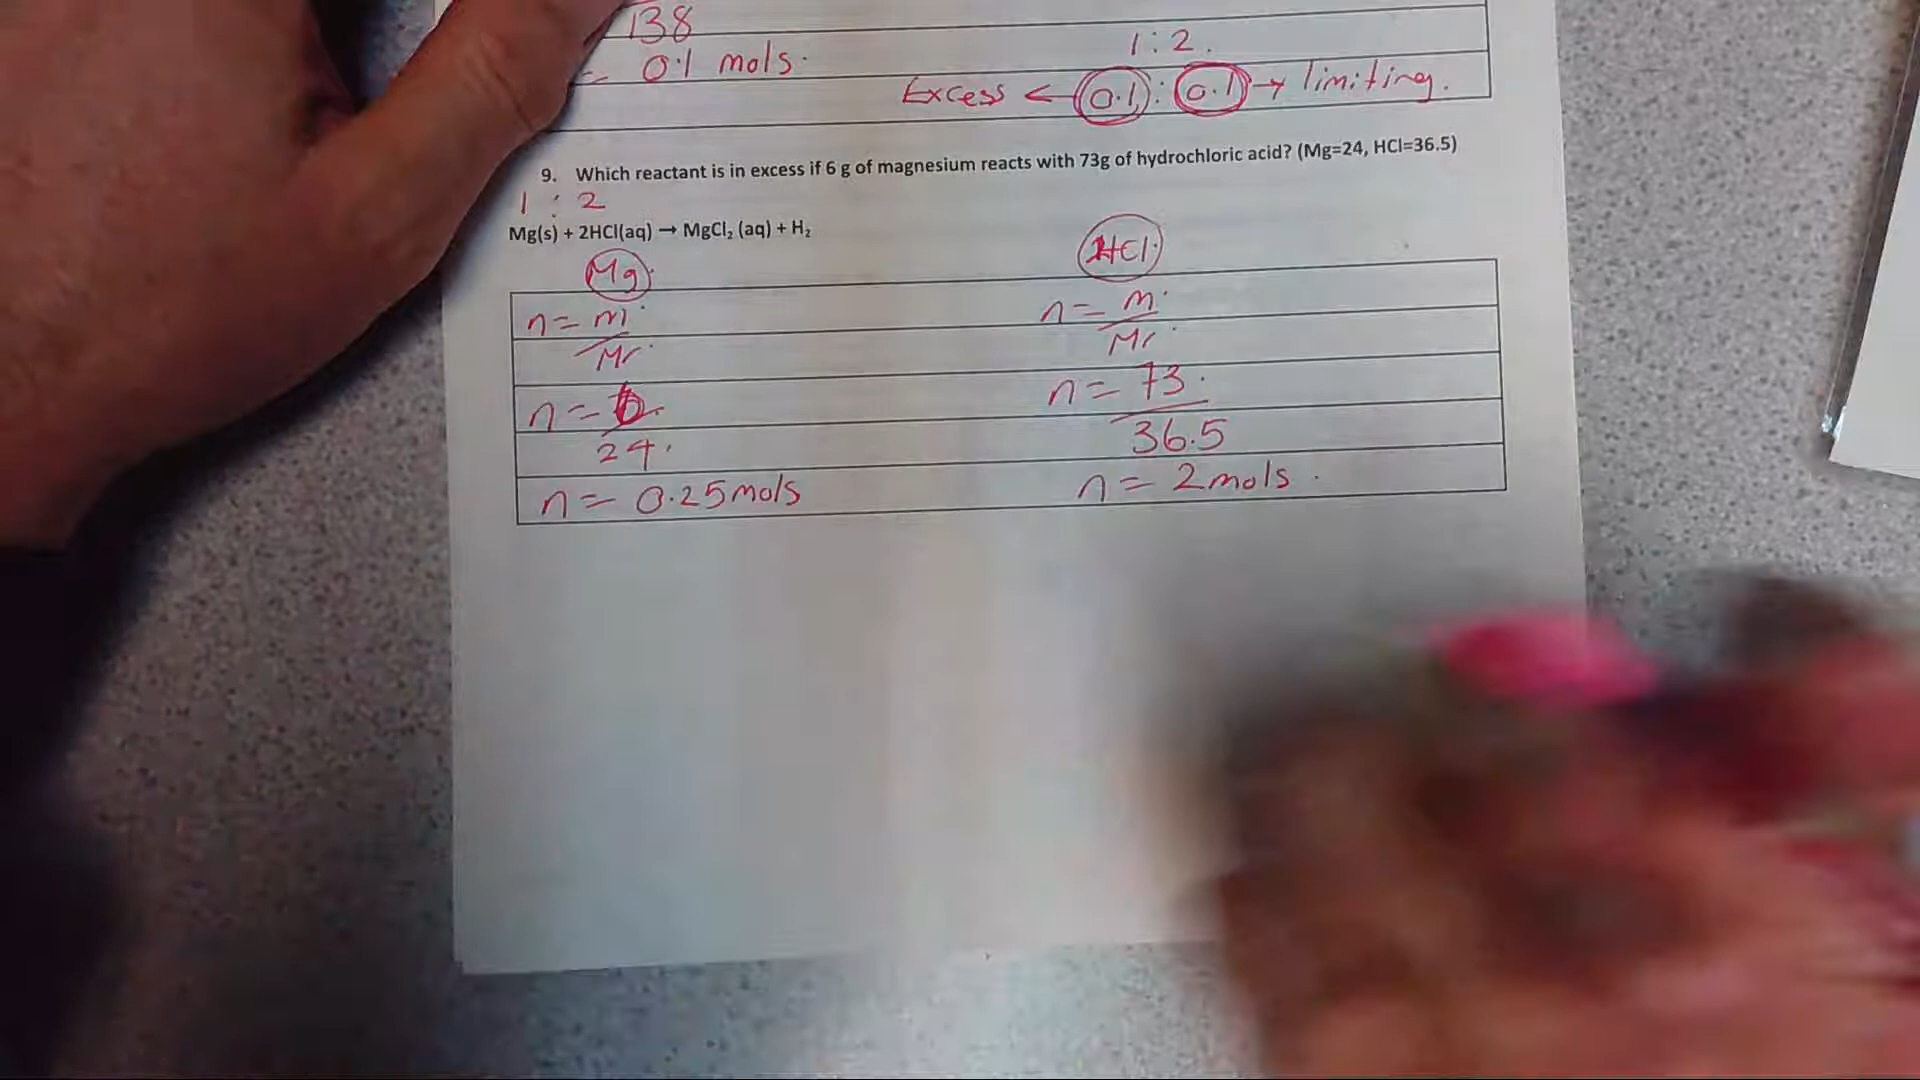 138
= 0.1 mols.
1 : 2.
Excess ← 0.1 : 0.1 → limiting.
9. Which reactant is in excess if 6 g of magnesium reacts with 73g of hydrochloric acid? (Mg=24, HCl=36.5)
1 : 2
Mg(s) + 2HCl(aq) → MgCl₂ (aq) + H₂
Mg
n = m
Mr
n = 6
24.
n = 0.25 mols
HCl
n = m
Mr
n = 73
36.5
n = 2 mols